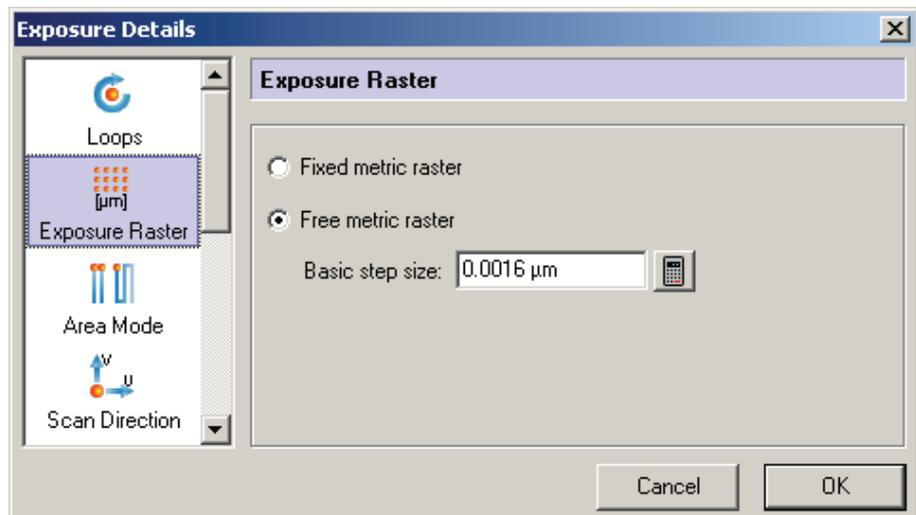 Exposure Details
Loops
[µm]
Exposure Raster
Area Mode
V
U
Scan Direction
Exposure Raster
Fixed metric raster
Free metric raster
Basic step size: 0.0016 µm
Cancel
OK